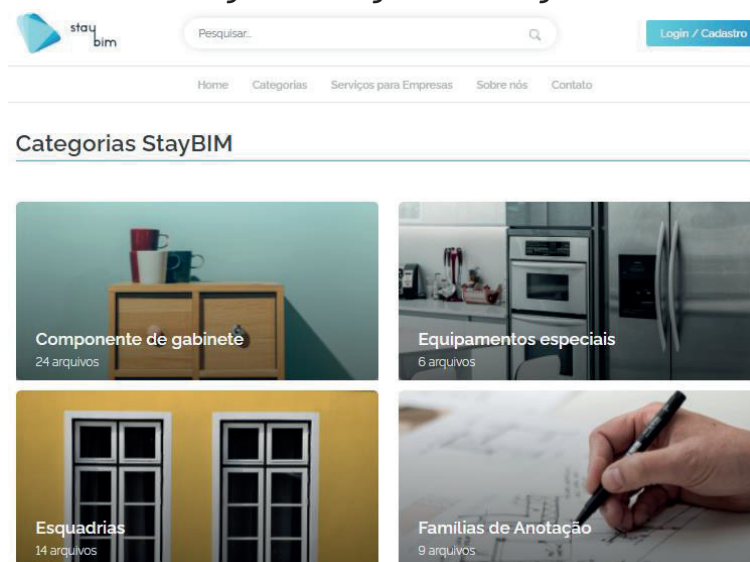 stay
bim
Pesquisar...
Login / Cadastro
Home Categorias Serviços para Empresas Sobre nós Contato
Categorias StayBIM
Componente de gabinete
24 arquivos
Equipamentos especiais
6 arquivos
Esquadrias
14 arquivos
Famílias de Anotação
9 arquivos